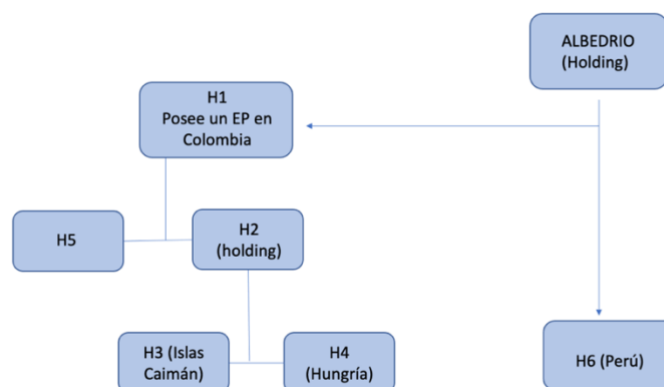 ALBEDRIO
(Holding)
H1
Posee un EP en
Colombia
H5
H2
(holding)
H3 (Islas
Caimán)
H4
(Hungría)
H6 (Perú)